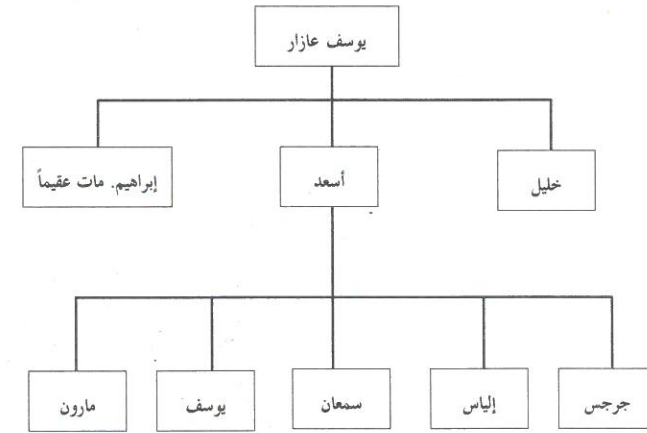 يوسف عازار
خليل
أسعد
إبراهيم. مات عقيماً
جرجس
إلياس
سمعان
يوسف
مارون